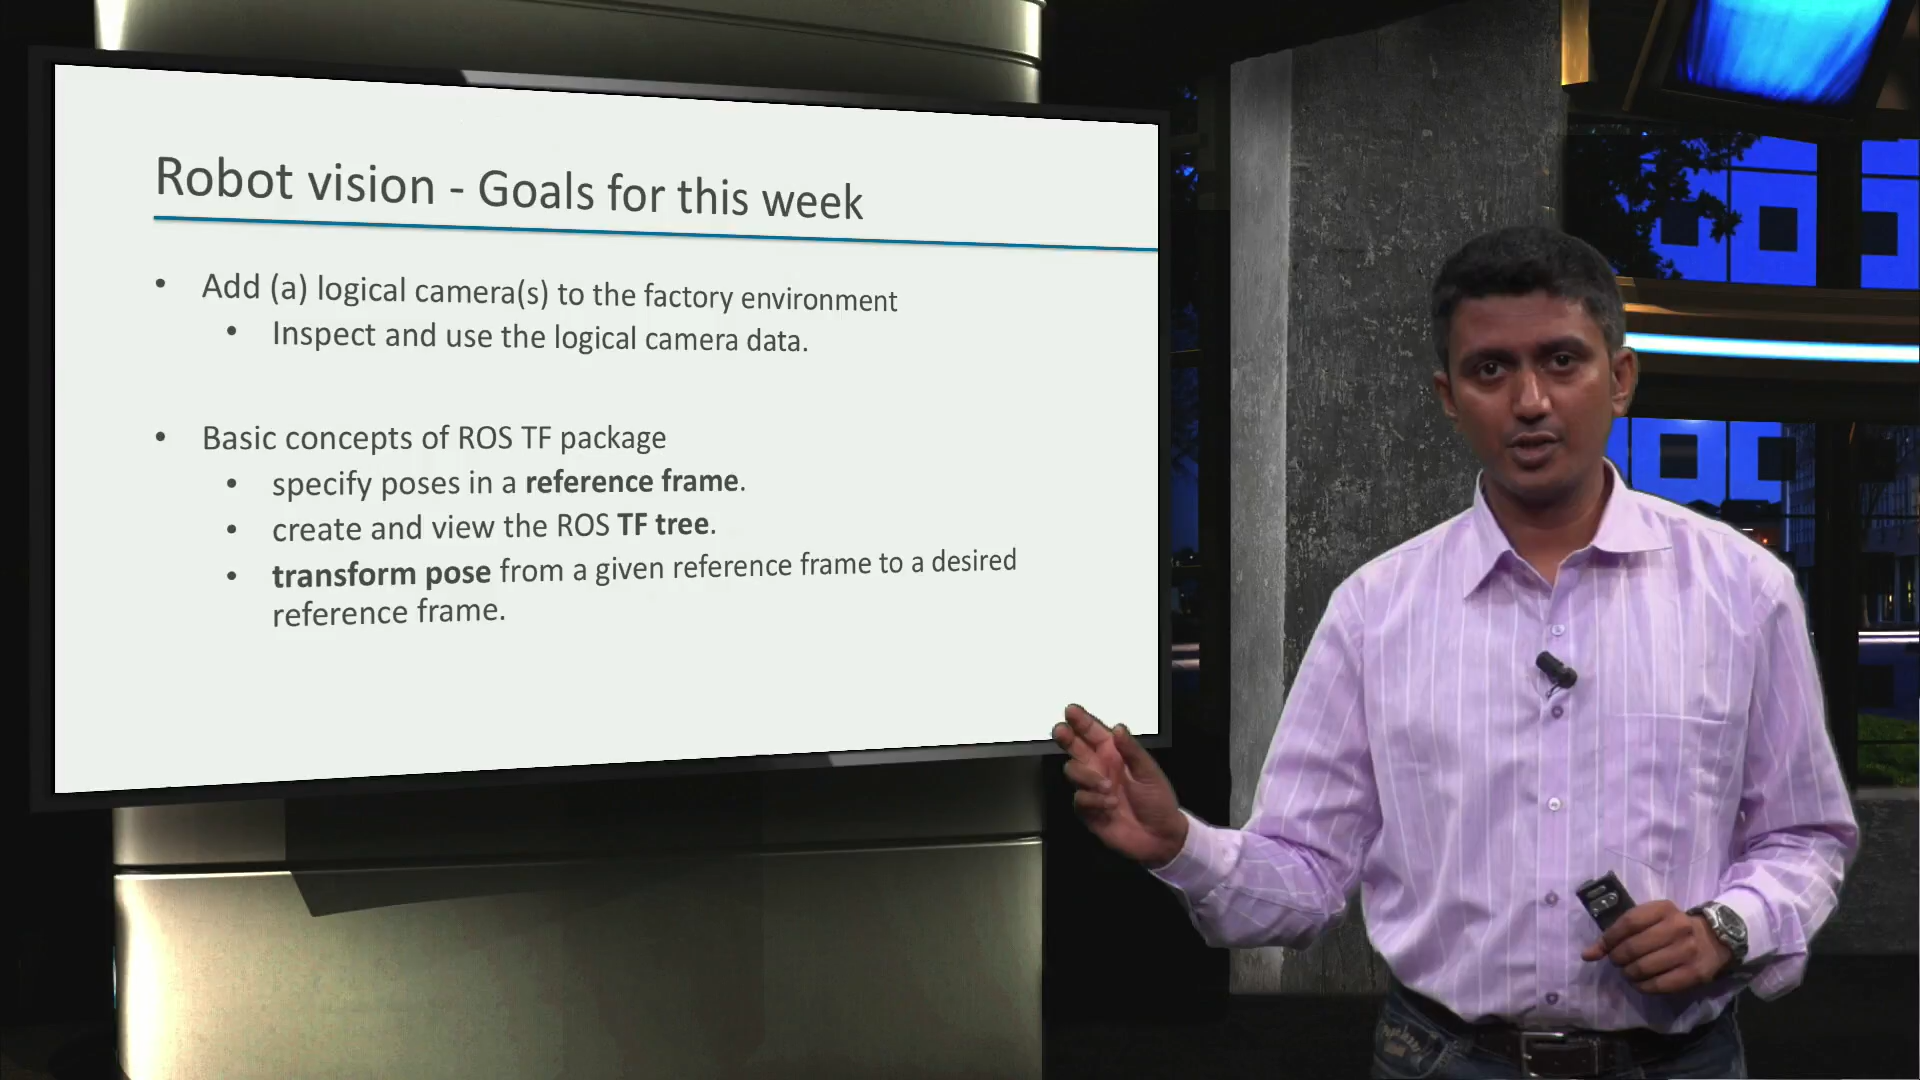 Robot vision - Goals for this week
• Add (a) logical camera(s) to the factory environment
• Inspect and use the logical camera data.
• Basic concepts of ROS TF package
• specify poses in a reference frame.
• create and view the ROS TF tree.
• transform pose from a given reference frame to a desired
reference frame.